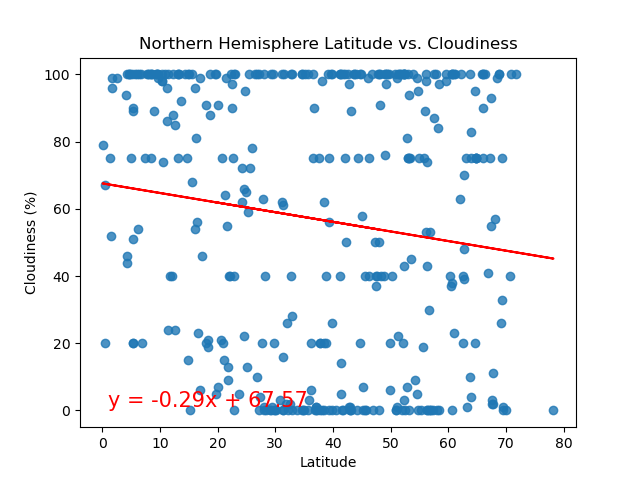 Northern Hemisphere Latitude vs. Cloudiness
100
80
60
40
20
0
Cloudiness (%)
y = -0.29x + 67.57
0 10 20 30 40 50 60 70 80
Latitude